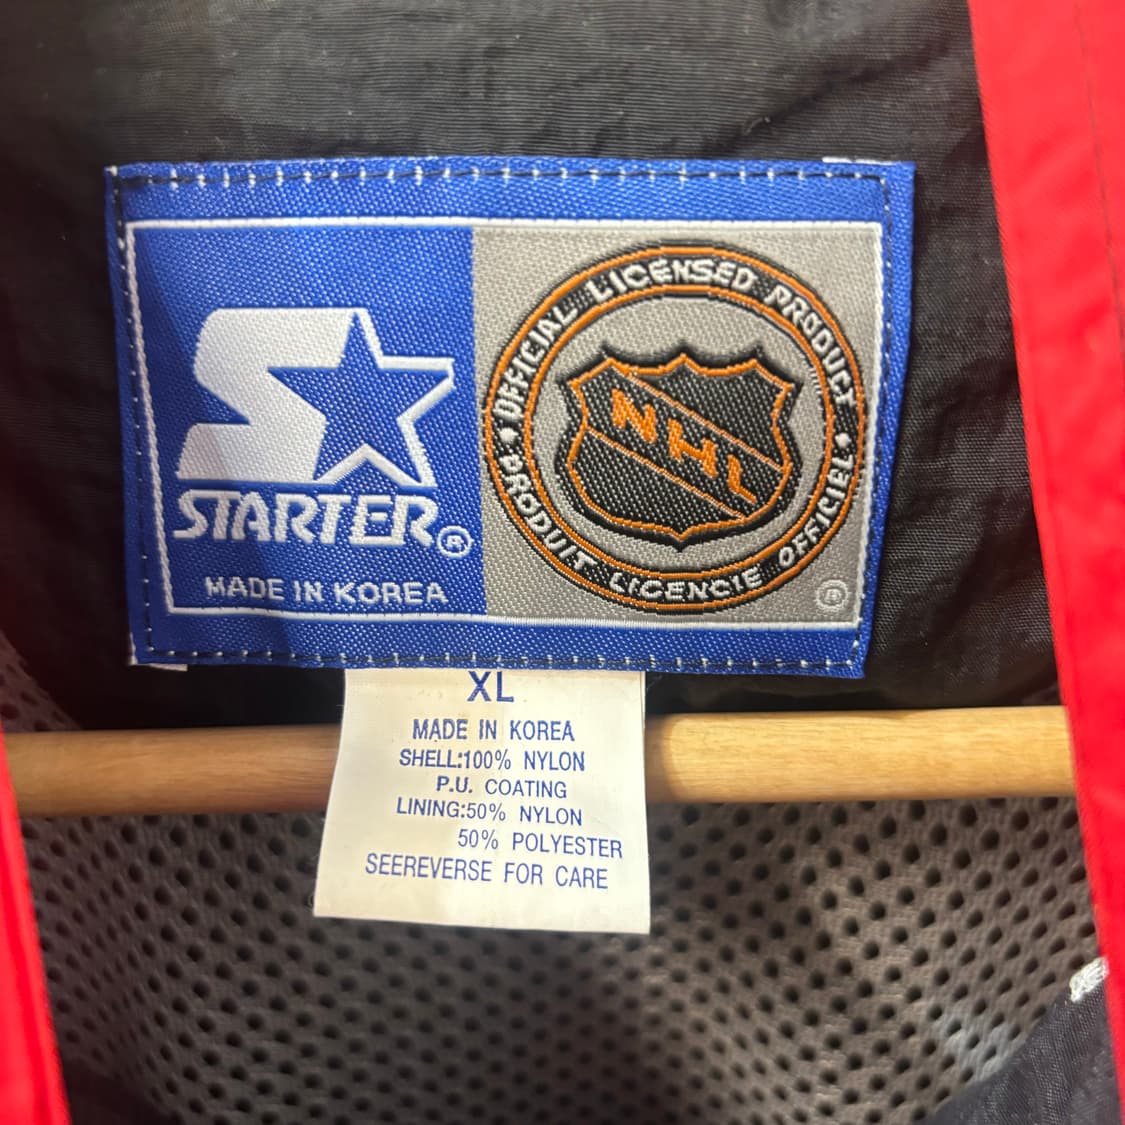 STARTER®
MADE IN KOREA
OFFICIAL LICENSED PRODUCT
NHL
PRODUIT LICENCIE OFFICIEL
®
XL
MADE IN KOREA
SHELL:100% NYLON
P.U. COATING
LINING:50% NYLON
50% POLYESTER
SEEREVERSE FOR CARE